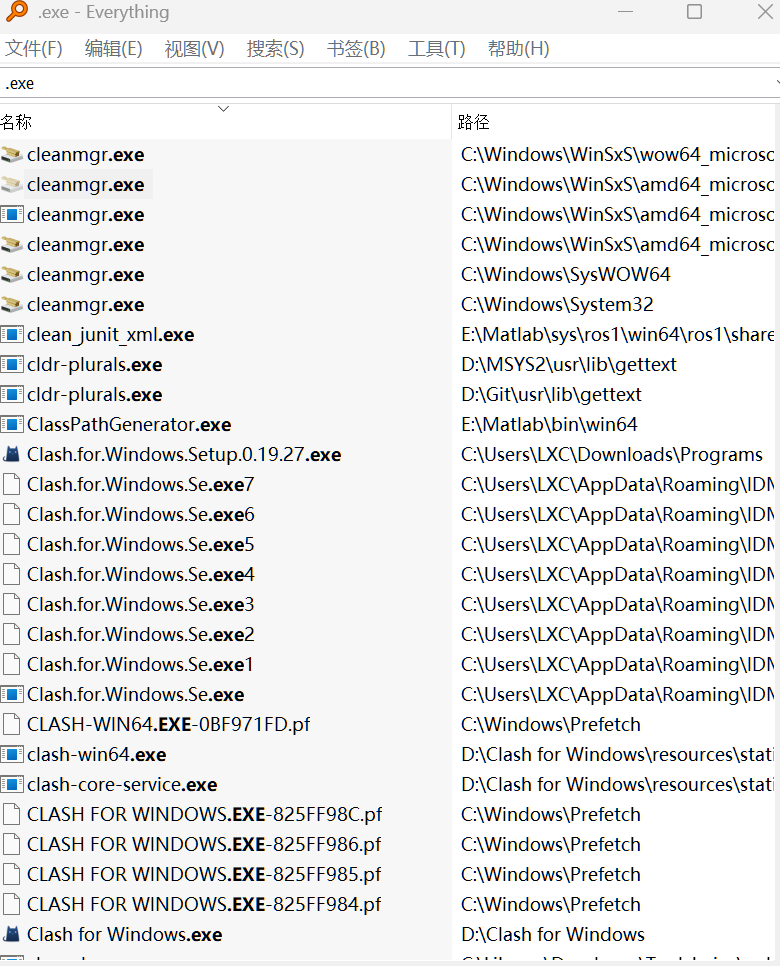 .exe - Everything
文件(F) 编辑(E) 视图(V) 搜索(S) 书签(B) 工具(T) 帮助(H)
.exe
名称 路径
cleanmgr.exe C:\Windows\WinSxS\wow64_microsc
cleanmgr.exe C:\Windows\WinSxS\amd64_microsc
cleanmgr.exe C:\Windows\WinSxS\amd64_microsc
cleanmgr.exe C:\Windows\WinSxS\amd64_microsc
cleanmgr.exe C:\Windows\SysWOW64
cleanmgr.exe C:\Windows\System32
clean_junit_xml.exe E:\Matlab\sys\ros1\win64\ros1\share
cldr-plurals.exe D:\MSYS2\usr\lib\gettext
cldr-plurals.exe D:\Git\usr\lib\gettext
ClassPathGenerator.exe E:\Matlab\bin\win64
Clash.for.Windows.Setup.0.19.27.exe C:\Users\LXC\Downloads\Programs
Clash.for.Windows.Se.exe7 C:\Users\LXC\AppData\Roaming\IDM
Clash.for.Windows.Se.exe6 C:\Users\LXC\AppData\Roaming\IDM
Clash.for.Windows.Se.exe5 C:\Users\LXC\AppData\Roaming\IDM
Clash.for.Windows.Se.exe4 C:\Users\LXC\AppData\Roaming\IDM
Clash.for.Windows.Se.exe3 C:\Users\LXC\AppData\Roaming\IDM
Clash.for.Windows.Se.exe2 C:\Users\LXC\AppData\Roaming\IDM
Clash.for.Windows.Se.exe1 C:\Users\LXC\AppData\Roaming\IDM
Clash.for.Windows.Se.exe C:\Users\LXC\AppData\Roaming\IDM
CLASH-WIN64.EXE-0BF971FD.pf C:\Windows\Prefetch
clash-win64.exe D:\Clash for Windows\resources\stati
clash-core-service.exe D:\Clash for Windows\resources\stati
CLASH FOR WINDOWS.EXE-825FF98C.pf C:\Windows\Prefetch
CLASH FOR WINDOWS.EXE-825FF986.pf C:\Windows\Prefetch
CLASH FOR WINDOWS.EXE-825FF985.pf C:\Windows\Prefetch
CLASH FOR WINDOWS.EXE-825FF984.pf C:\Windows\Prefetch
Clash for Windows.exe D:\Clash for Windows